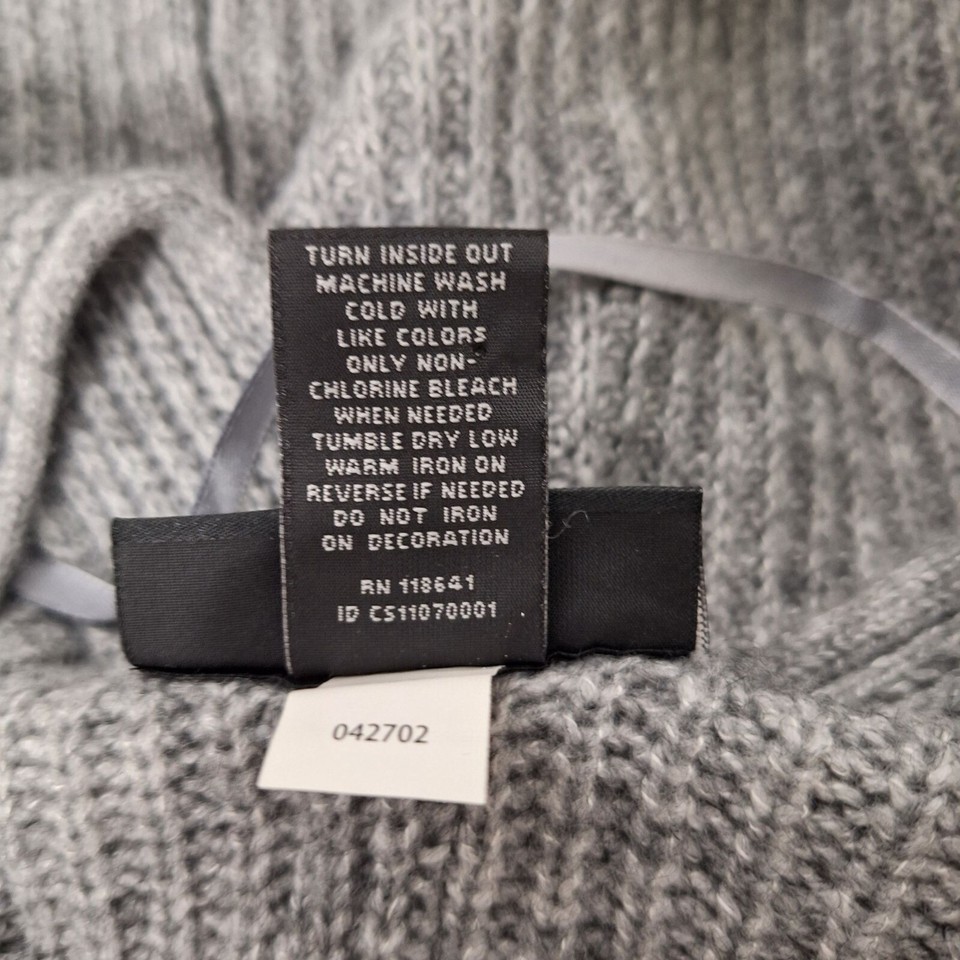 TURN INSIDE OUT
MACHINE WASH
COLD WITH
LIKE COLORS
ONLY NON-
CHLORINE BLEACH
WHEN NEEDED
TUMBLE DRY LOW
WARM IRON ON
REVERSE IF NEEDED
DO NOT IRON
ON DECORATION
RN 118641
ID CS11070001
042702